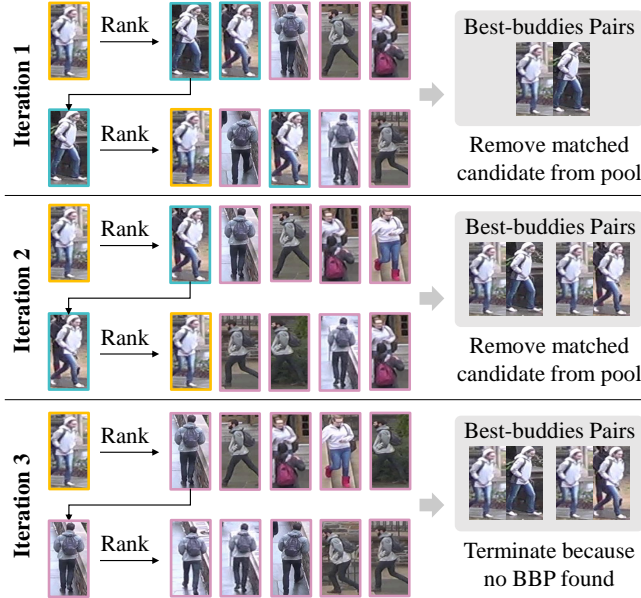 Iteration 1
Rank
Rank
Best-buddies Pairs
Remove matched
candidate from pool
Iteration 2
Rank
Rank
Best-buddies Pairs
Remove matched
candidate from pool
Iteration 3
Rank
Rank
Best-buddies Pairs
Terminate because
no BBP found